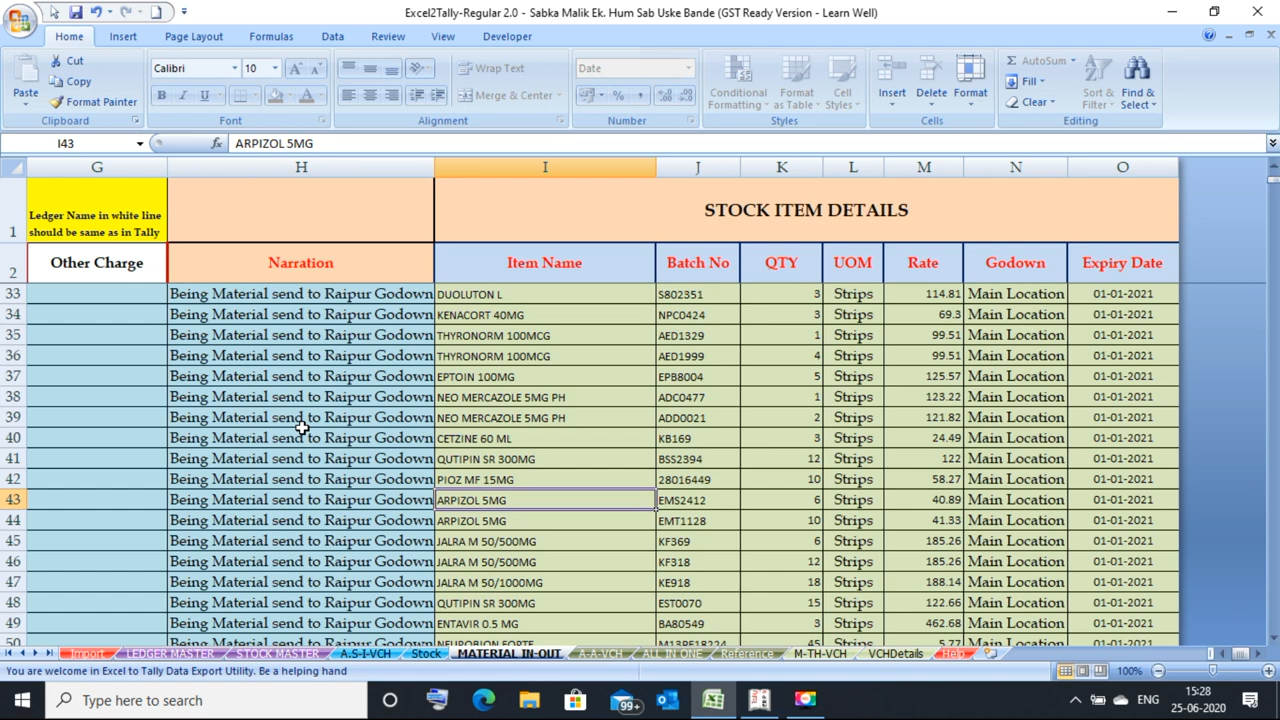 Excel2Tally-Regular 2.0 - Sabka Malik Ek. Hum Sab Uske Bande (GST Ready Version - Learn Well)
Home Insert Page Layout Formulas Data Review View Developer
Paste Cut Copy Format Painter Clipboard
Calibri 10 B I U Font
Wrap Text Merge & Center Alignment
Date % Number
Conditional Formatting Format as Table Cell Styles Styles
Insert Delete Format Cells
AutoSum Fill Clear Sort & Filter Find & Select Editing
I43 fx ARPIZOL 5MG
G H I J K L M N O
1 Ledger Name in white line should be same as in Tally STOCK ITEM DETAILS
2 Other Charge Narration Item Name Batch No QTY UOM Rate Godown Expiry Date
33 Being Material send to Raipur Godown DUOLUTON L S802351 3 Strips 114.81 Main Location 01-01-2021
34 Being Material send to Raipur Godown KENACORT 40MG NPC0424 3 Strips 69.3 Main Location 01-01-2021
35 Being Material send to Raipur Godown THYRONORM 100MCG AED1329 1 Strips 99.51 Main Location 01-01-2021
36 Being Material send to Raipur Godown THYRONORM 100MCG AED1999 4 Strips 99.51 Main Location 01-01-2021
37 Being Material send to Raipur Godown EPTOIN 100MG EPB8004 5 Strips 125.57 Main Location 01-01-2021
38 Being Material send to Raipur Godown NEO MERCAZOLE 5MG PH ADC0477 1 Strips 123.22 Main Location 01-01-2021
39 Being Material send to Raipur Godown NEO MERCAZOLE 5MG PH ADD0021 2 Strips 121.82 Main Location 01-01-2021
40 Being Material send to Raipur Godown CETZINE 60 ML KB169 3 Strips 24.49 Main Location 01-01-2021
41 Being Material send to Raipur Godown QUTIPIN SR 300MG BSS2394 12 Strips 122 Main Location 01-01-2021
42 Being Material send to Raipur Godown PIOZ MF 15MG 28016449 10 Strips 58.27 Main Location 01-01-2021
43 Being Material send to Raipur Godown ARPIZOL 5MG EMS2412 6 Strips 40.89 Main Location 01-01-2021
44 Being Material send to Raipur Godown ARPIZOL 5MG EMT1128 10 Strips 41.33 Main Location 01-01-2021
45 Being Material send to Raipur Godown JALRA M 50/500MG KF369 6 Strips 185.26 Main Location 01-01-2021
46 Being Material send to Raipur Godown JALRA M 50/500MG KF318 12 Strips 185.26 Main Location 01-01-2021
47 Being Material send to Raipur Godown JALRA M 50/1000MG KE918 18 Strips 188.14 Main Location 01-01-2021
48 Being Material send to Raipur Godown QUTIPIN SR 300MG EST0070 15 Strips 122.66 Main Location 01-01-2021
49 Being Material send to Raipur Godown ENTAVIR 0.5 MG BA80549 3 Strips 462.68 Main Location 01-01-2021
50 Being Material send to Raipur Godown NEUROBION FORTE 45 Strips 5.77 Main Location 01-01-2021
Import LEDGER MASTER STOCK MASTER A.S-I-VCH Stock MATERIAL IN-OUT A-A-VCH ALL IN ONE Reference M-TH-VCH VCHDetails Help
You are welcome in Excel to Tally Data Export Utility. Be a helping hand 100%
Type here to search 99+ ENG 15:28
25-06-2020